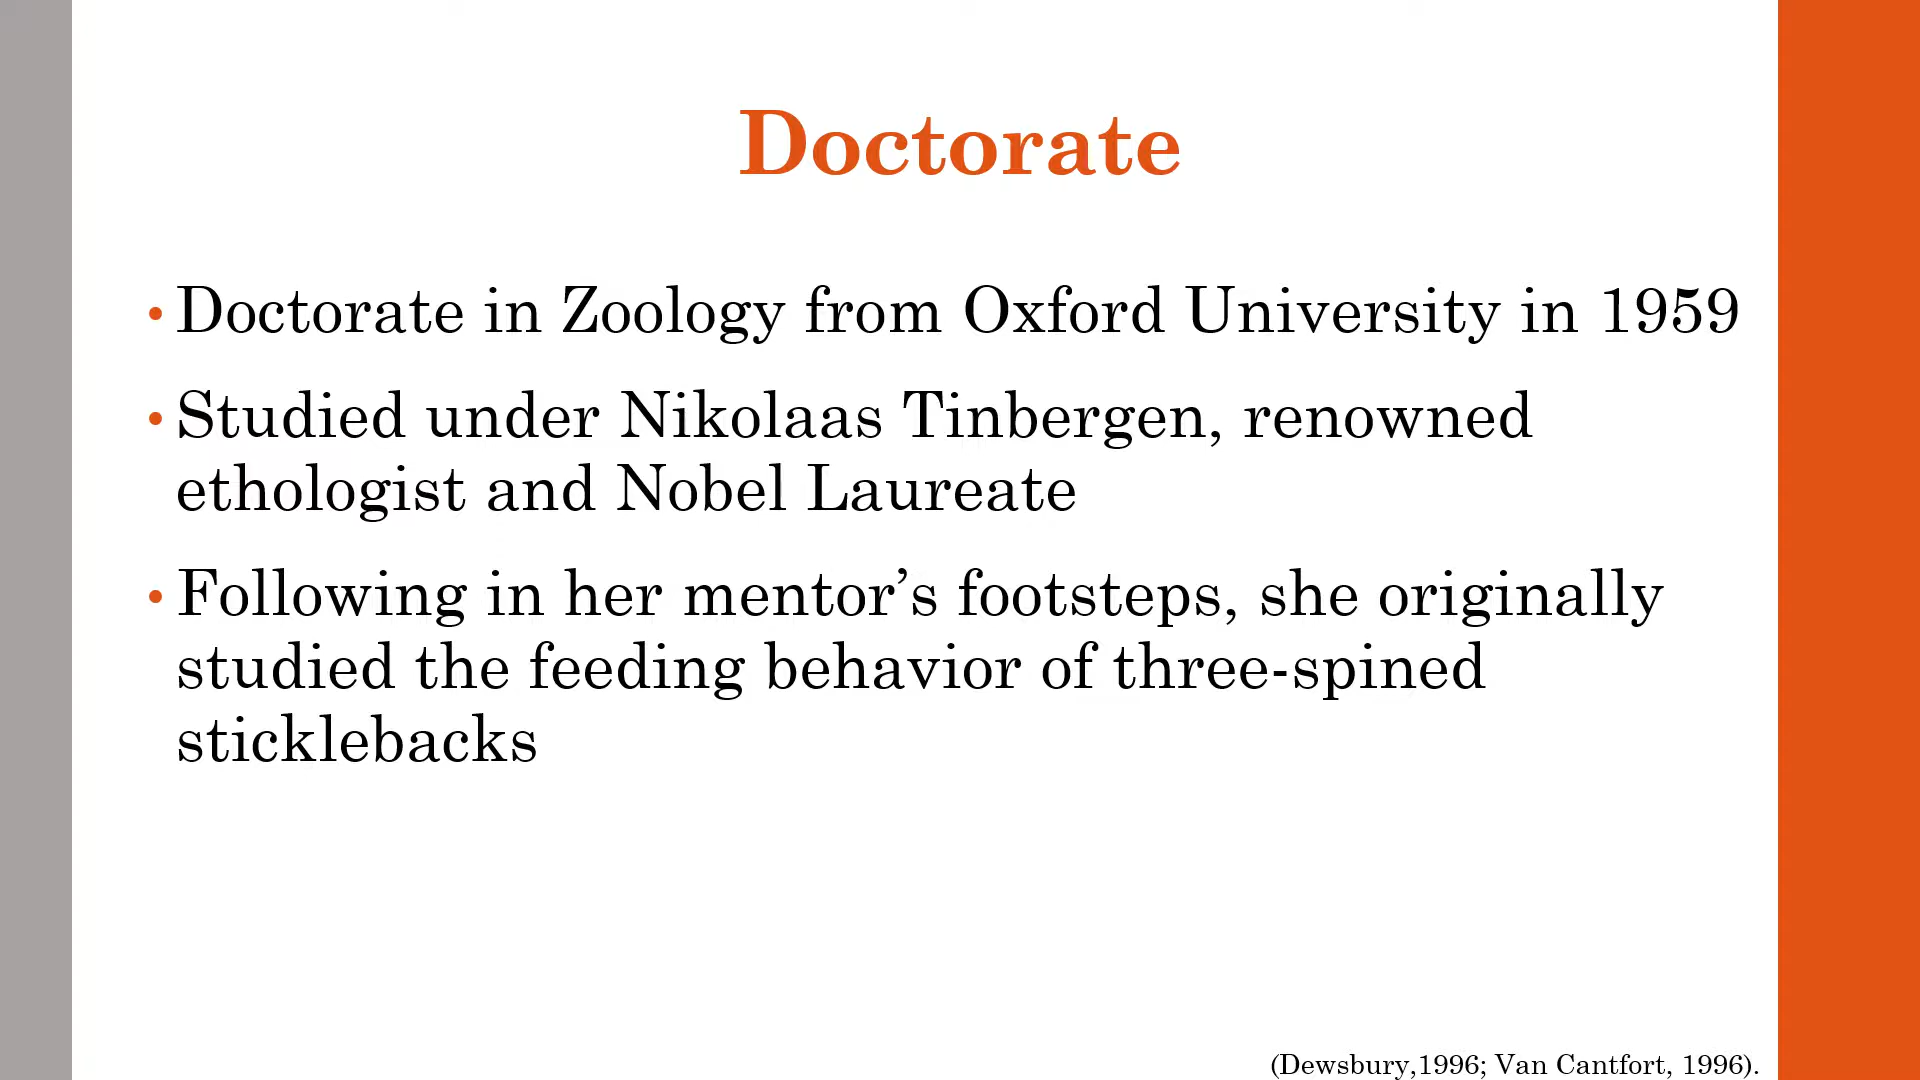 Doctorate
• Doctorate in Zoology from Oxford University in 1959
• Studied under Nikolaas Tinbergen, renowned
ethologist and Nobel Laureate
• Following in her mentor’s footsteps, she originally
studied the feeding behavior of three-spined
sticklebacks
(Dewsbury,1996; Van Cantfort, 1996).